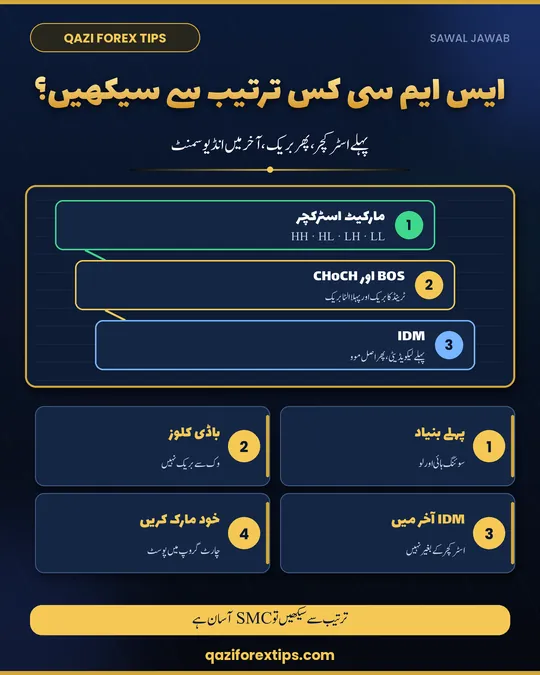 QAZI FOREX TIPS
SAWAL JAWAB
ایس ایم سی کس ترتیب سے سیکھیں؟
پہلے اسٹرکچر، پھر بریک، آخر میں انڈیوسمنٹ
1
مارکیٹ اسٹرکچر
HH · HL · LH · LL
2
BOS اور CHoCH
ٹرینڈ کا بریک اور پہلا الٹا بریک
3
IDM
پہلے لیکویڈیٹی، پھر اصل موو
1
پہلے بنیاد
سوئنگ ہائی اور لو
2
باڈی کلوز
وک سے بریک نہیں
3
IDM آخر میں
اسٹرکچر کے بغیر نہیں
4
خود مارک کریں
چارٹ گروپ میں پوسٹ
ترتیب سے سیکھیں تو SMC آسان ہے
qaziforextips.com